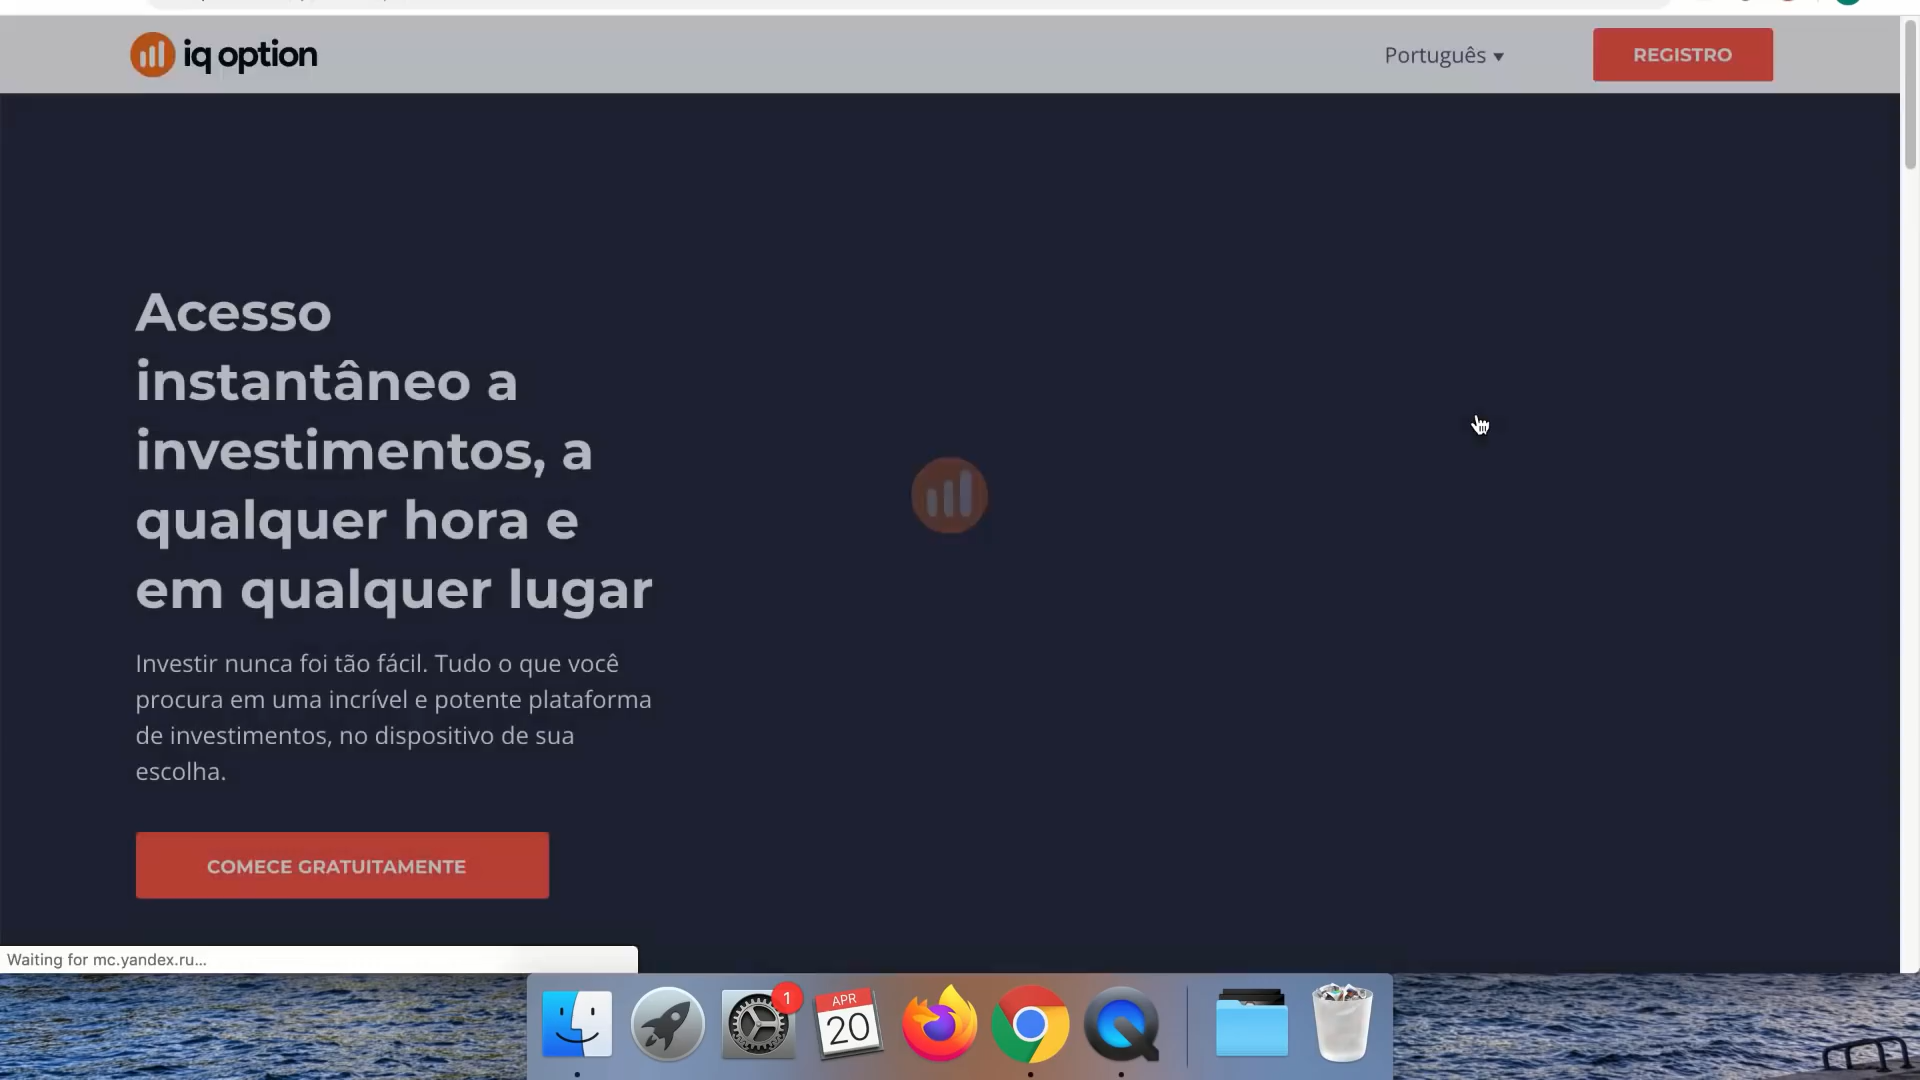 iq option
Português ▾
REGISTRO
Acesso
instantâneo a
investimentos, a
qualquer hora e
em qualquer lugar
Investir nunca foi tão fácil. Tudo o que você
procura em uma incrível e potente plataforma
de investimentos, no dispositivo de sua
escolha.
COMECE GRATUITAMENTE
Waiting for mc.yandex.ru...
1
APR
20